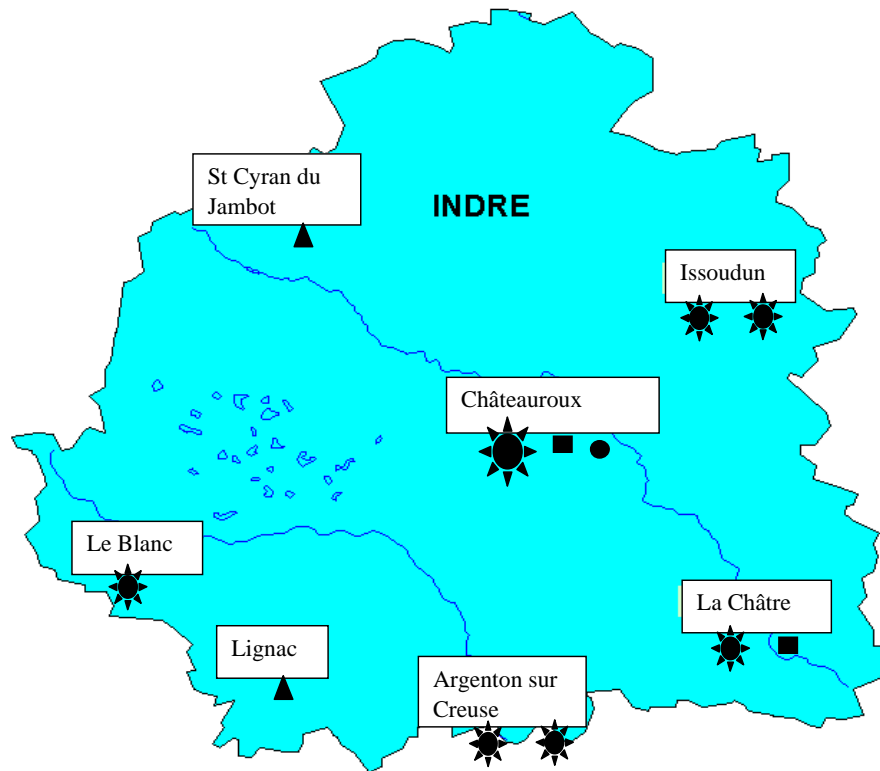 St Cyran du
Jambot
INDRE
Issoudun
Châteauroux
Le Blanc
La Châtre
Lignac
Argenton sur
Creuse